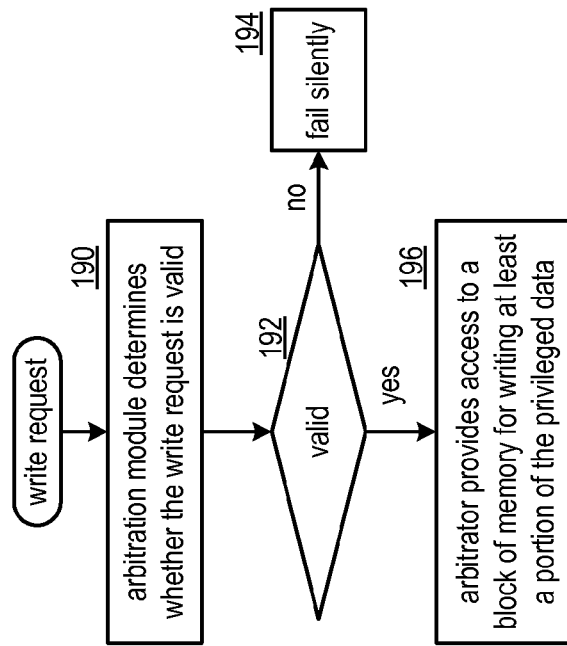 write request
190
arbitration module determines
whether the write request is valid
192
valid
no
194
fail silently
yes
196
arbitrator provides access to a
block of memory for writing at least
a portion of the privileged data